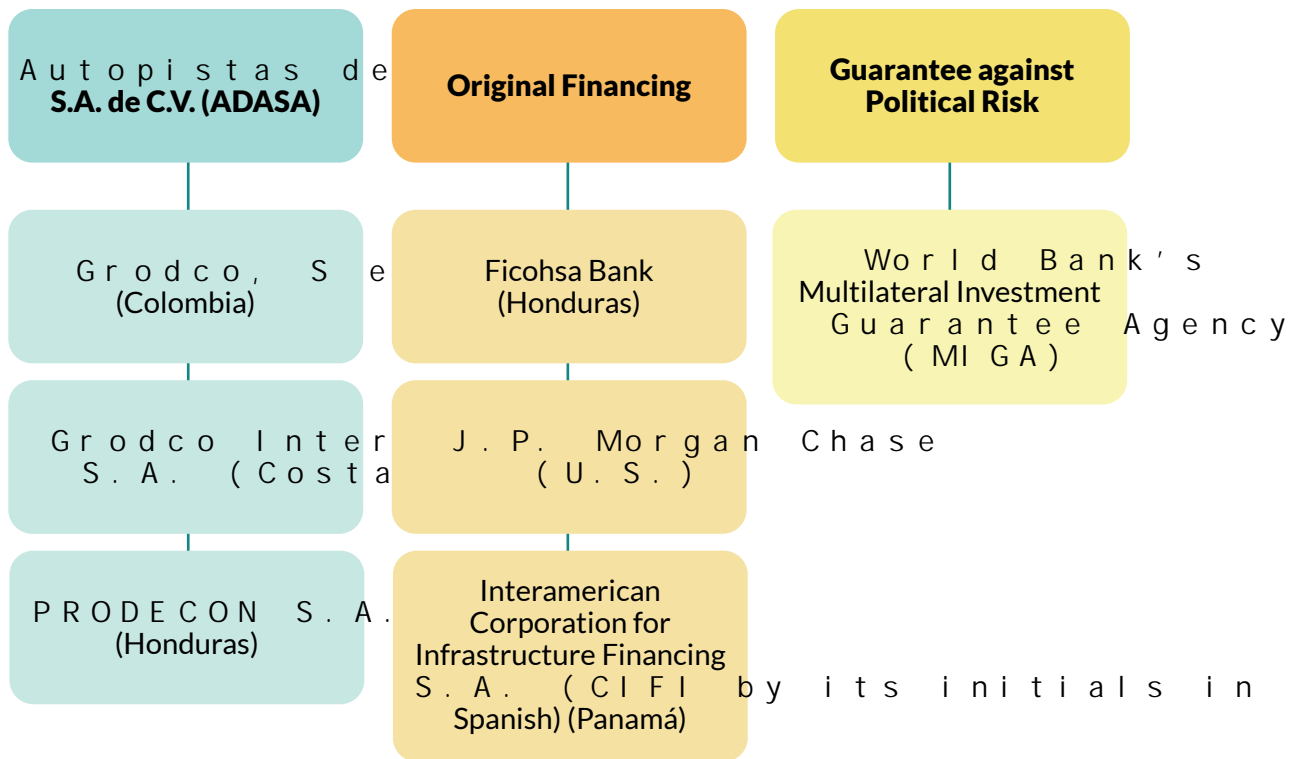 Autopistas de
S.A. de C.V. (ADASA)
Grodco, S e
(Colombia)
Grodco Inter
S.A. (Costa
PRODECON S.A.
(Honduras)
Original Financing
Ficohsa Bank
(Honduras)
J.P. Morgan Chase
(U.S.)
Interamerican
Corporation for
Infrastructure Financing
S.A. (CIFI by its initials in
Spanish) (Panamá)
Guarantee against
Political Risk
World Bank’s
Multilateral Investment
Guarantee Agency
(MIGA)